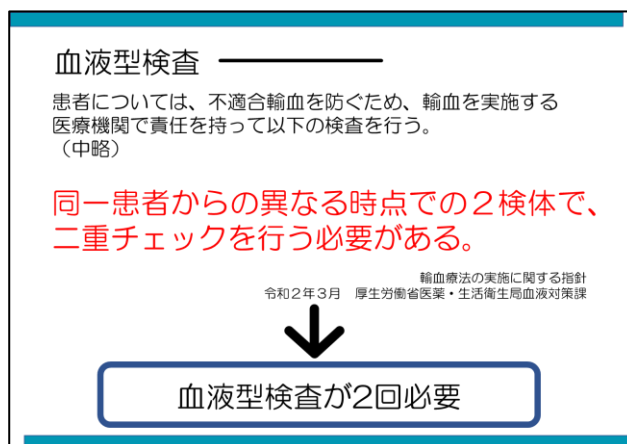 血液型検査
患者については、不適合輸血を防ぐため、輸血を実施する
医療機関で責任を持って以下の検査を行う。
（中略）
同一患者からの異なる時点での２検体で、
二重チェックを行う必要がある。
輸血療法の実施に関する指針
令和２年３月　厚生労働省医薬・生活衛生局血液対策課
血液型検査が2回必要